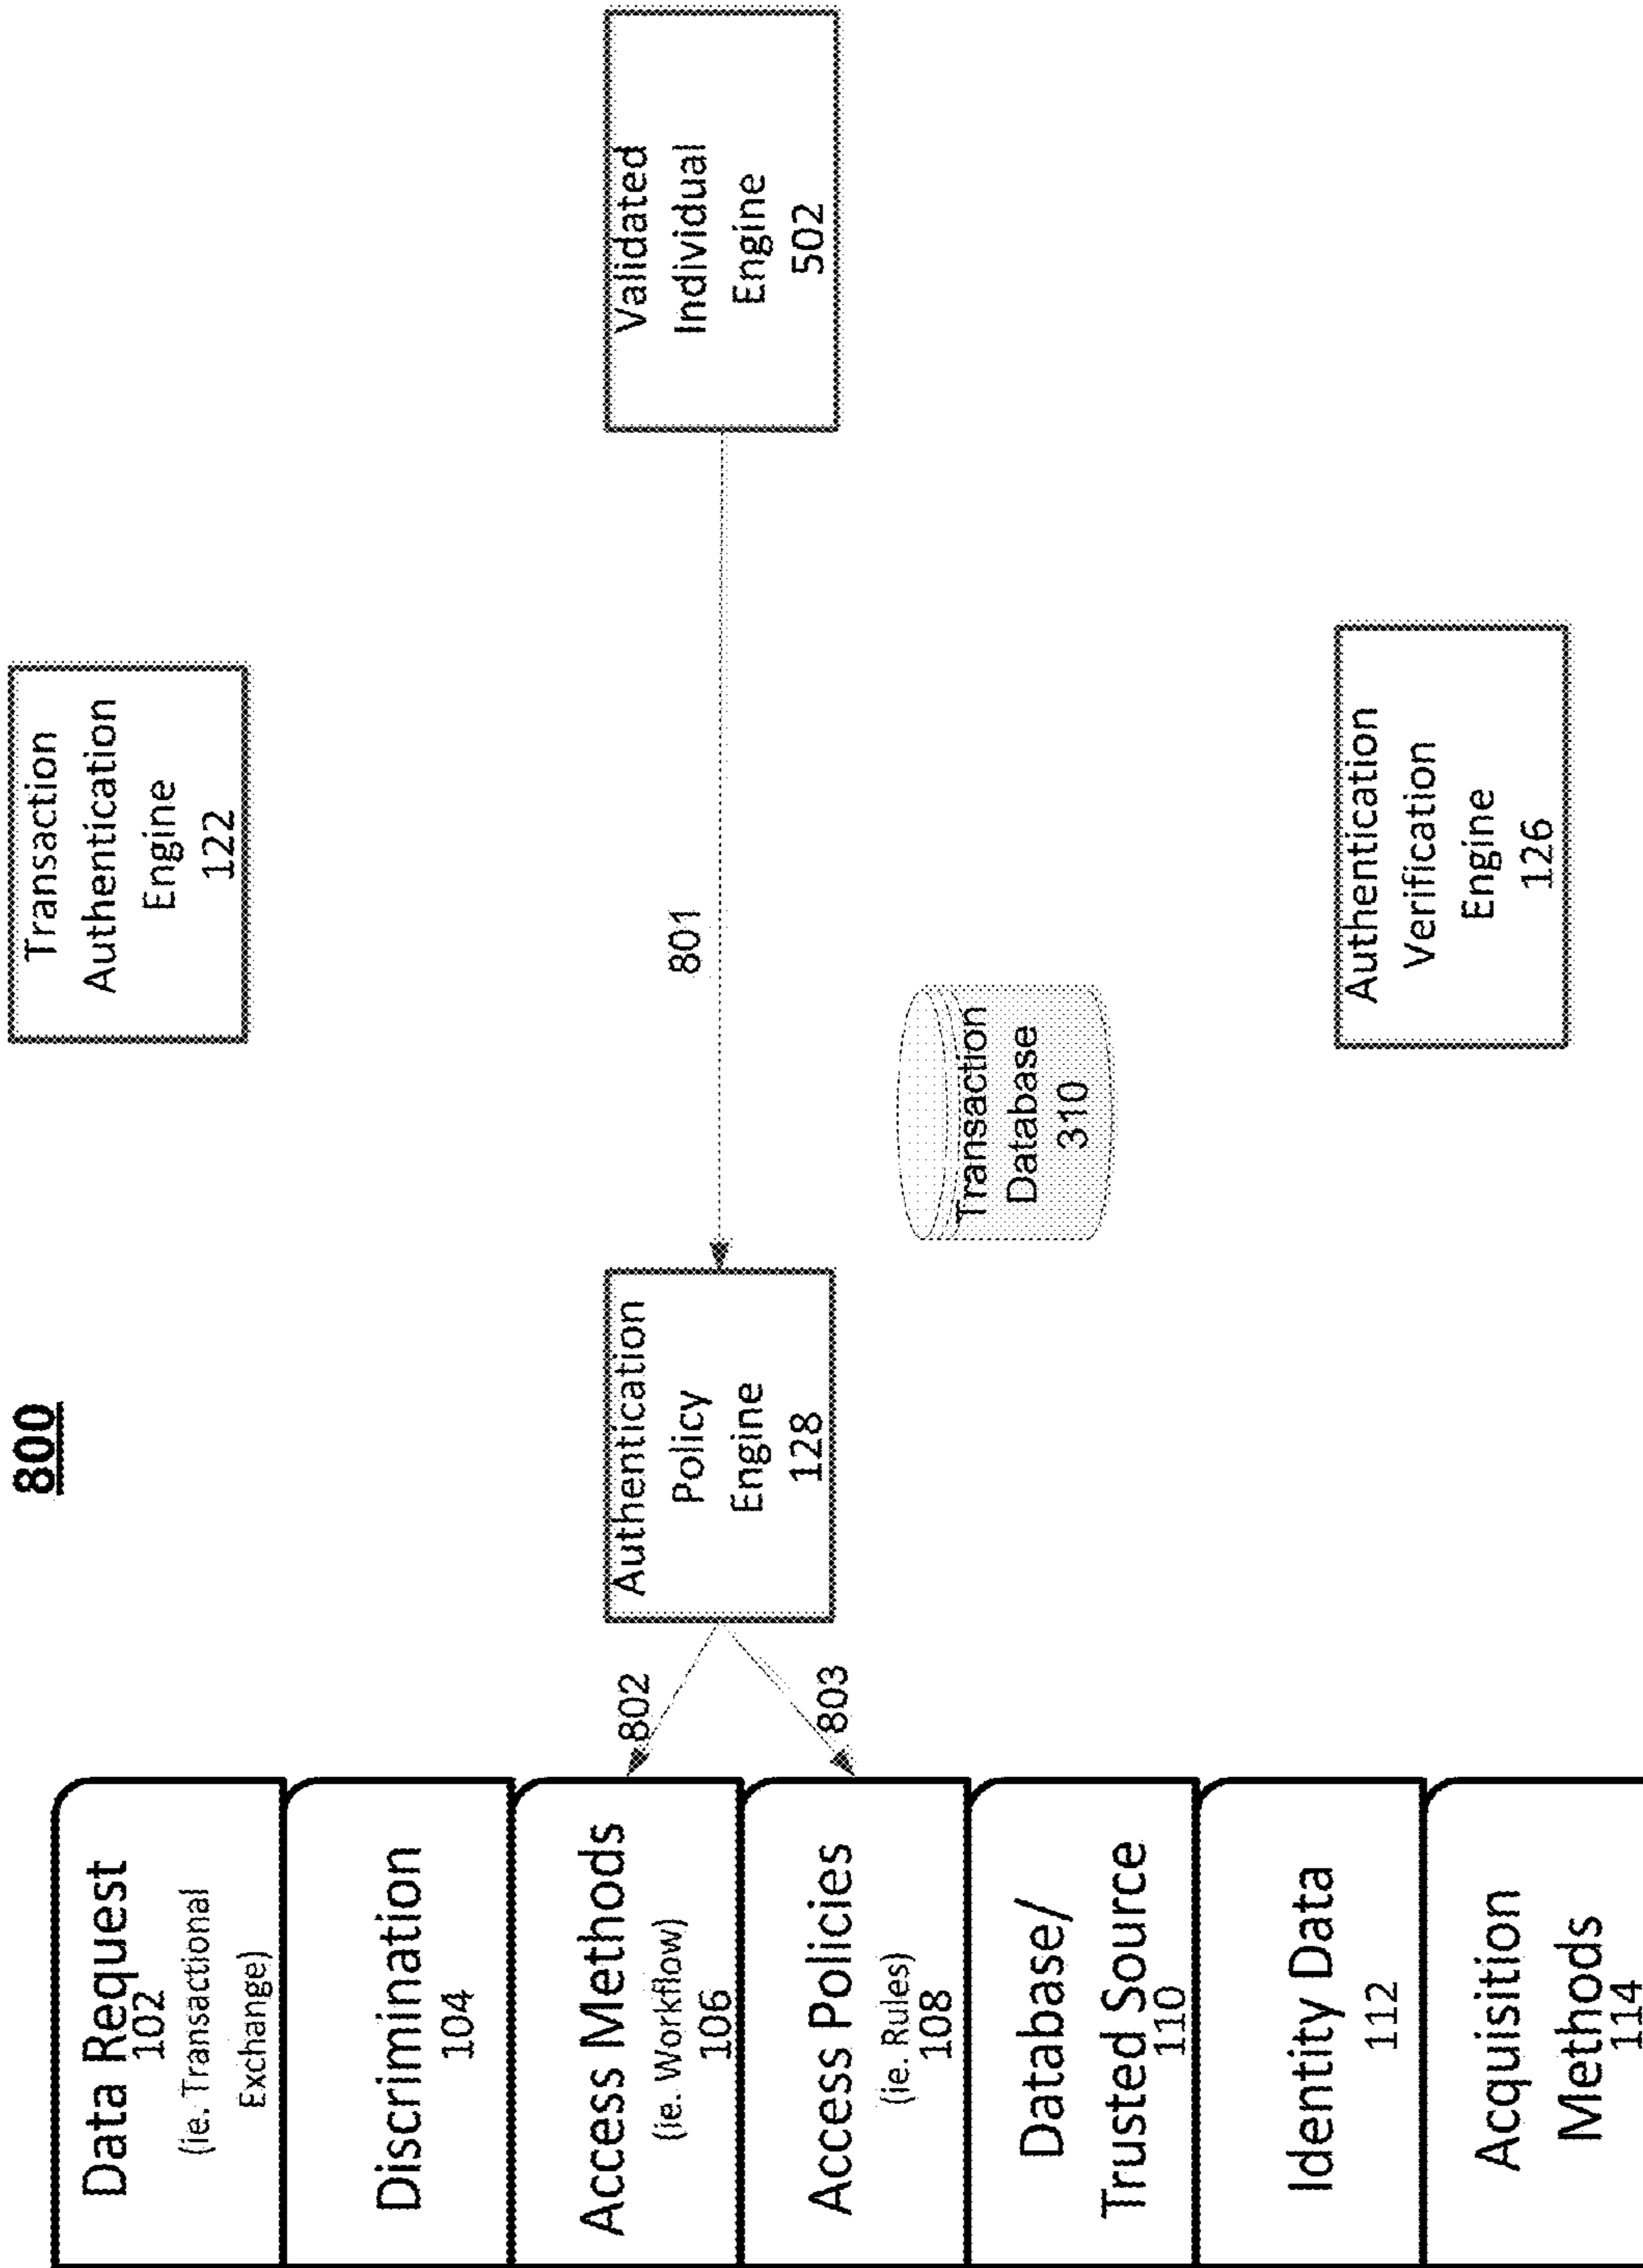 800
Data Request
102
(ie. Transactional
Exchange)
Discrimination
104
Access Methods
(ie. Workflow)
106
Access Policies
(ie. Rules)
108
Database/
Trusted Source
110
Identity Data
112
Acquisition
Methods
114
802
803
Authentication
Policy
Engine
128
801
Transaction
Database
310
Transaction
Authentication
Engine
122
Authentication
Verification
Engine
126
Validated
Individual
Engine
502